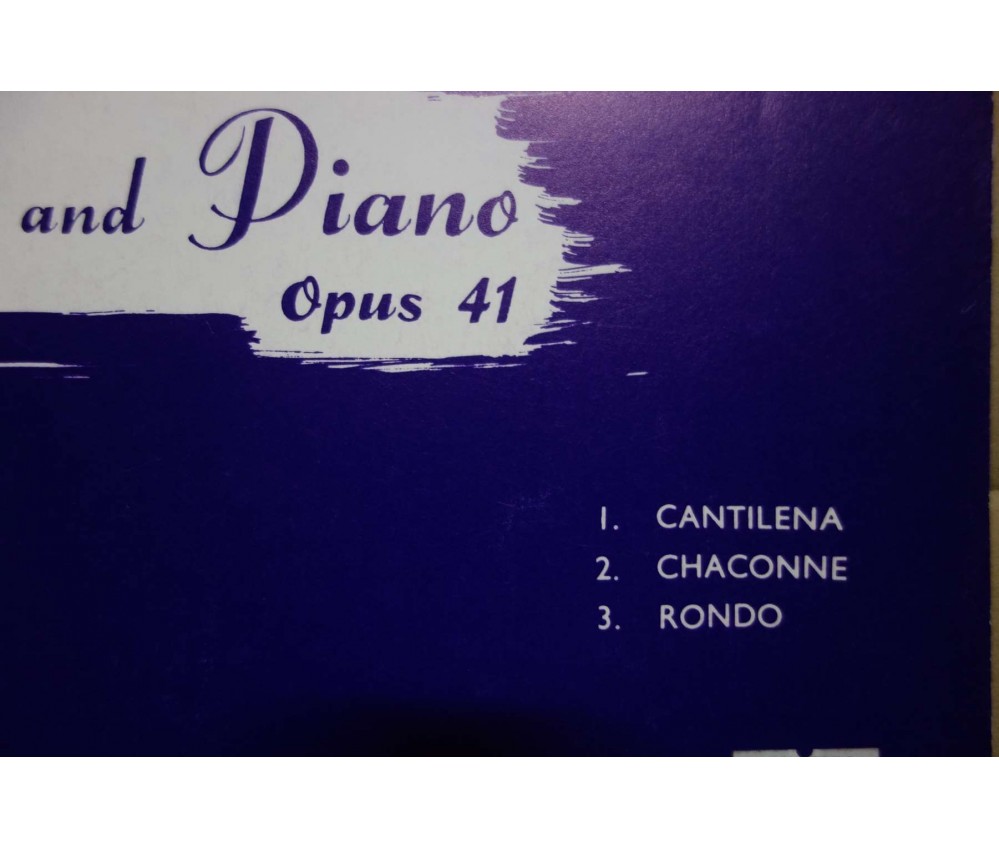 and Piano
Opus 41
1. CANTILENA
2. CHACONNE
3. RONDO